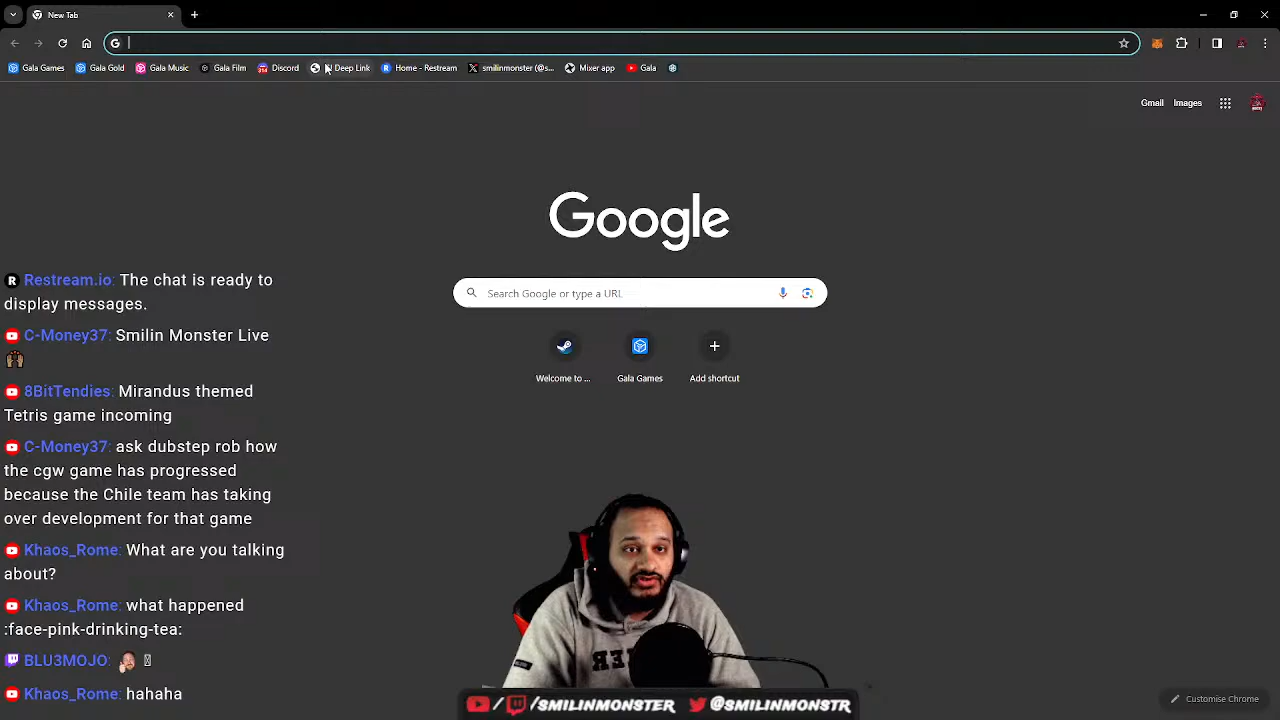 New Tab
Gala Games
Gala Gold
Gala Music
Gala Film
Discord
Deep Link
Home - Restream
smilinmonster (@s...
Mixer app
Gala
Gmail
Images
Google
Search Google or type a URL
Welcome to ...
Gala Games
Add shortcut
Restream.io: The chat is ready to
display messages.
C-Money37: Smilin Monster Live
8BitTendies: Mirandus themed
Tetris game incoming
C-Money37: ask dubstep rob how
the cgw game has progressed
because the Chile team has taking
over development for that game
Khaos_Rome: What are you talking
about?
Khaos_Rome: what happened
:face-pink-drinking-tea:
BLU3MOJO:
Khaos_Rome: hahaha
/SMILINMONSTER
@SMILINMONSTR
Customise Chrome